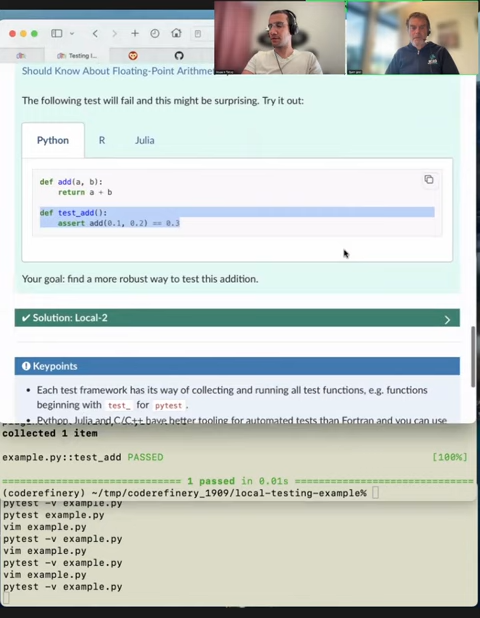 Testing l
Should Know About Floating-Point Arithme
The following test will fail and this might be surprising. Try it out:
Python
R
Julia
def add(a, b):
return a + b
def test_add():
assert add(0.1, 0.2) == 0.3
Your goal: find a more robust way to test this addition.
✔ Solution: Local-2
Keypoints
Each test framework has its way of collecting and running all test functions, e.g. functions
beginning with test_ for pytest.
Python, Julia and C/C++ have better tooling for automated tests than Fortran and you can use
collected 1 item
example.py::test_add PASSED [100%]
============================= 1 passed in 0.01s =============================
(coderefinery) ~/tmp/coderefinery_1909/local-testing-example%
pytest -v example.py
pytest example.py
vim example.py
pytest -v example.py
vim example.py
pytest -v example.py
vim example.py
pytest -v example.py